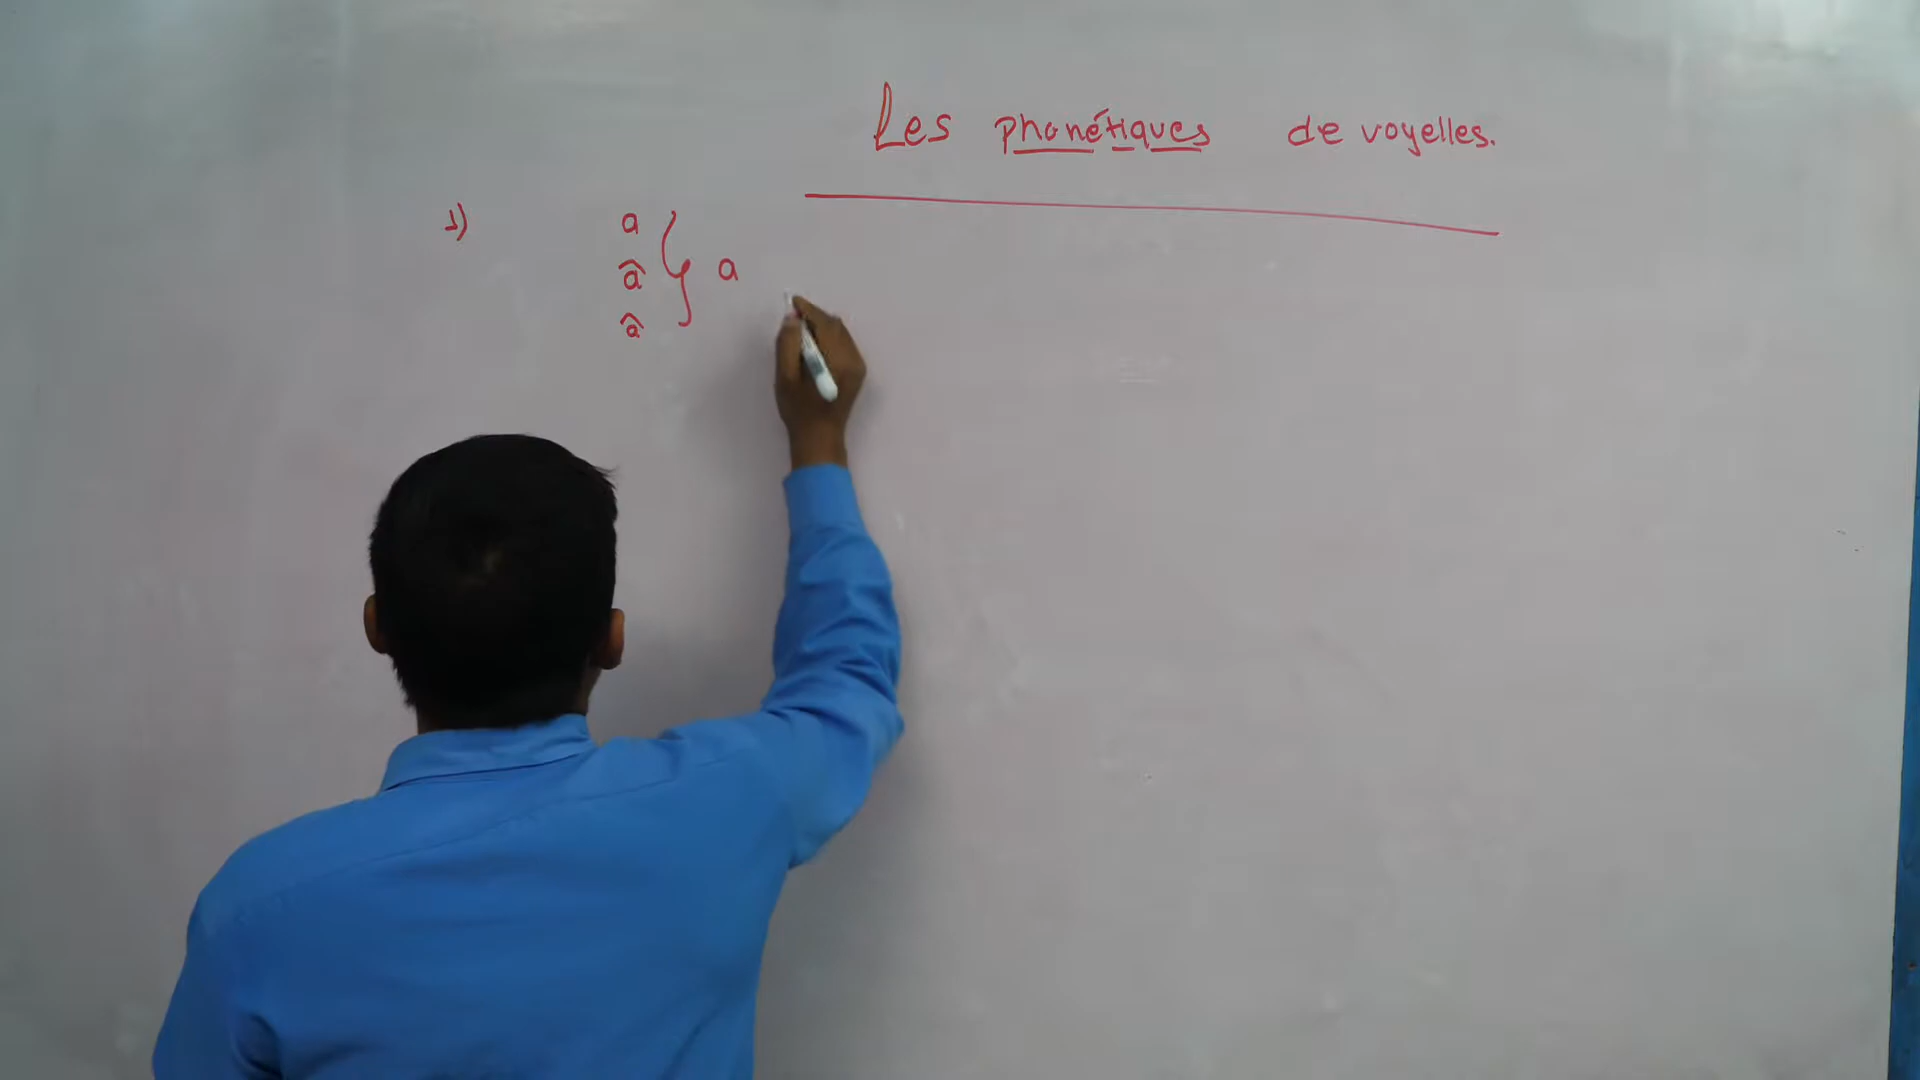 Les phonétiques de voyelles.
1) a
â } a
â